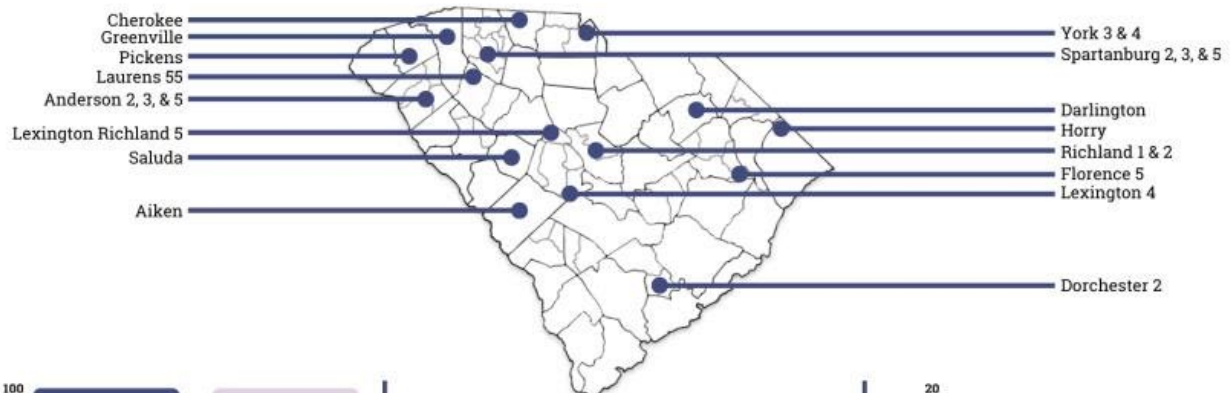 Cherokee
Greenville
Pickens
Laurens 55
Anderson 2, 3, & 5
Lexington Richland 5
Saluda
Aiken
York 3 & 4
Spartanburg 2, 3, & 5
Darlington
Horry
Richland 1 & 2
Florence 5
Lexington 4
Dorchester 2
100
20